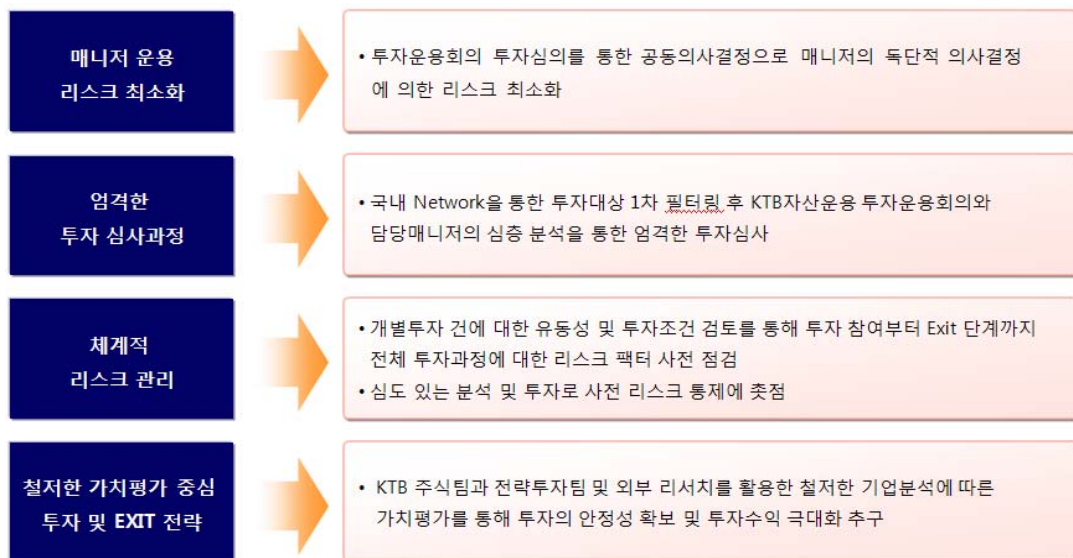 매니저 운용
리스크 최소화
• 투자운용회의 투자심의를 통한 공동의사결정으로 매니저의 독단적 의사결정
에 의한 리스크 최소화
엄격한
투자 심사과정
• 국내 Network을 통한 투자대상 1차 필터링 후 KTB자산운용 투자운용회의와
담당매니저의 심층 분석을 통한 엄격한 투자심사
체계적
리스크 관리
• 개별투자 건에 대한 유동성 및 투자조건 검토를 통해 투자 참여부터 Exit 단계까지
전체 투자과정에 대한 리스크 팩터 사전 점검
• 심도 있는 분석 및 투자로 사전 리스크 통제에 촛점
철저한 가치평가 중심
투자 및 EXIT 전략
• KTB 주식팀과 전략투자팀 및 외부 리서치를 활용한 철저한 기업분석에 따른
가치평가를 통해 투자의 안정성 확보 및 투자수익 극대화 추구